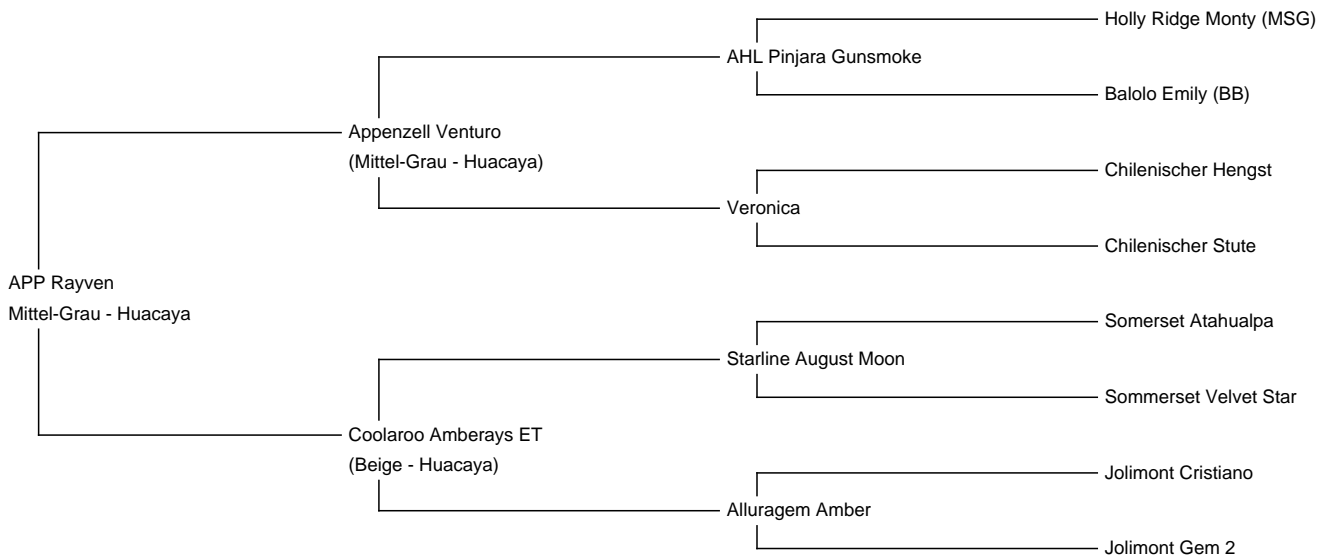 Holly Ridge Monty (MSG)
AHL Pinjara Gunsmoke
Balolo Emily (BB)
Appenzell Venturo
(Mittel-Grau - Huacaya)
Chilenischer Hengst
Veronica
Chilenischer Stute
APP Rayven
Mittel-Grau - Huacaya
Somerset Atahualpa
Starline August Moon
Sommerset Velvet Star
Coolaroo Amberays ET
(Beige - Huacaya)
Jolimont Cristiano
Alluragem Amber
Jolimont Gem 2